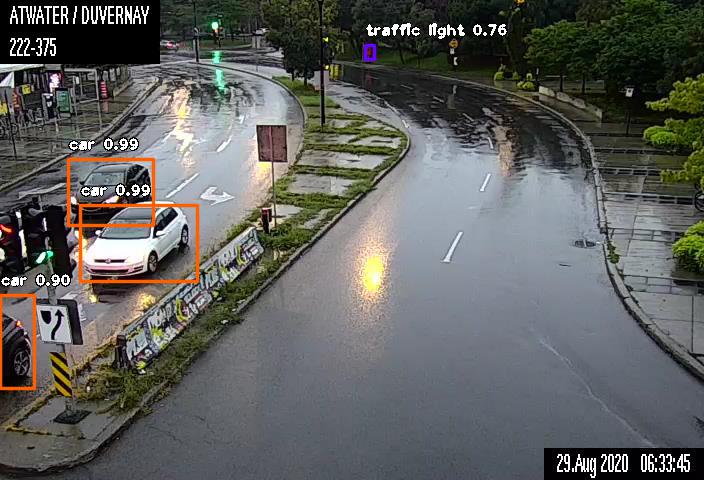 ATWATER / DUVERNAY
222-375
traffic light 0.76
car 0.99
car 0.99
car 0.90
29.Aug 2020 06:33:45